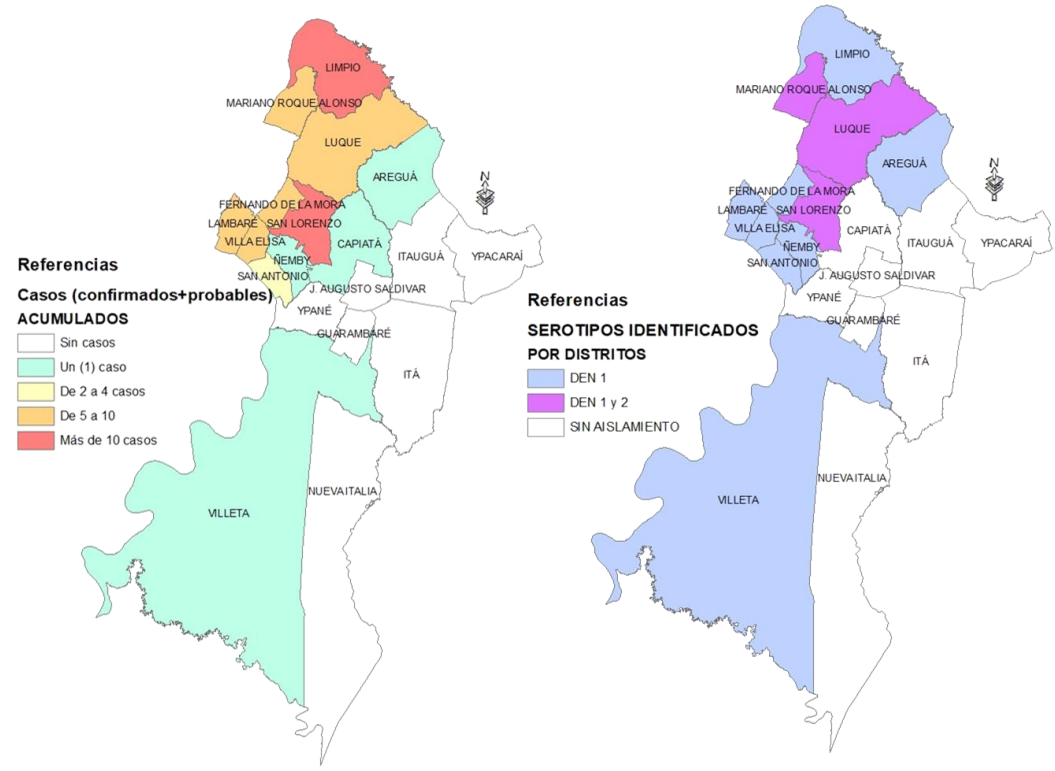 LIMPIO
MARIANO ROQUE ALONSO
LUQUE
AREGUÁ
N
FERNANDO DE LA MORA
LAMBARÉ
SAN LORENZO
VILLA ELISA
CAPIATÁ
ITAUGUÁ
YPACARAÍ
ÑEMBY
SAN ANTONIO
J. AUGUSTO SALDIVAR
YPANÉ
GUARAMBARÉ
ITÁ
NUEVA ITALIA
VILLETA
Referencias
Casos (confirmados+probables)
ACUMULADOS
Sin casos
Un (1) caso
De 2 a 4 casos
De 5 a 10
Más de 10 casos
LIMPIO
MARIANO ROQUE ALONSO
LUQUE
AREGUÁ
N
FERNANDO DE LA MORA
LAMBARÉ
SAN LORENZO
VILLA ELISA
CAPIATÁ
ITAUGUÁ
YPACARAÍ
ÑEMBY
SAN ANTONIO
J. AUGUSTO SALDIVAR
YPANÉ
GUARAMBARÉ
ITÁ
NUEVA ITALIA
VILLETA
Referencias
SEROTIPOS IDENTIFICADOS
POR DISTRITOS
DEN 1
DEN 1 y 2
SIN AISLAMIENTO